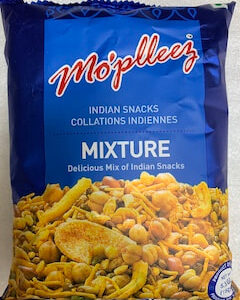 Mo'plleez
INDIAN SNACKS
COLLATIONS INDIENNES
MIXTURE
Delicious Mix of Indian Snacks